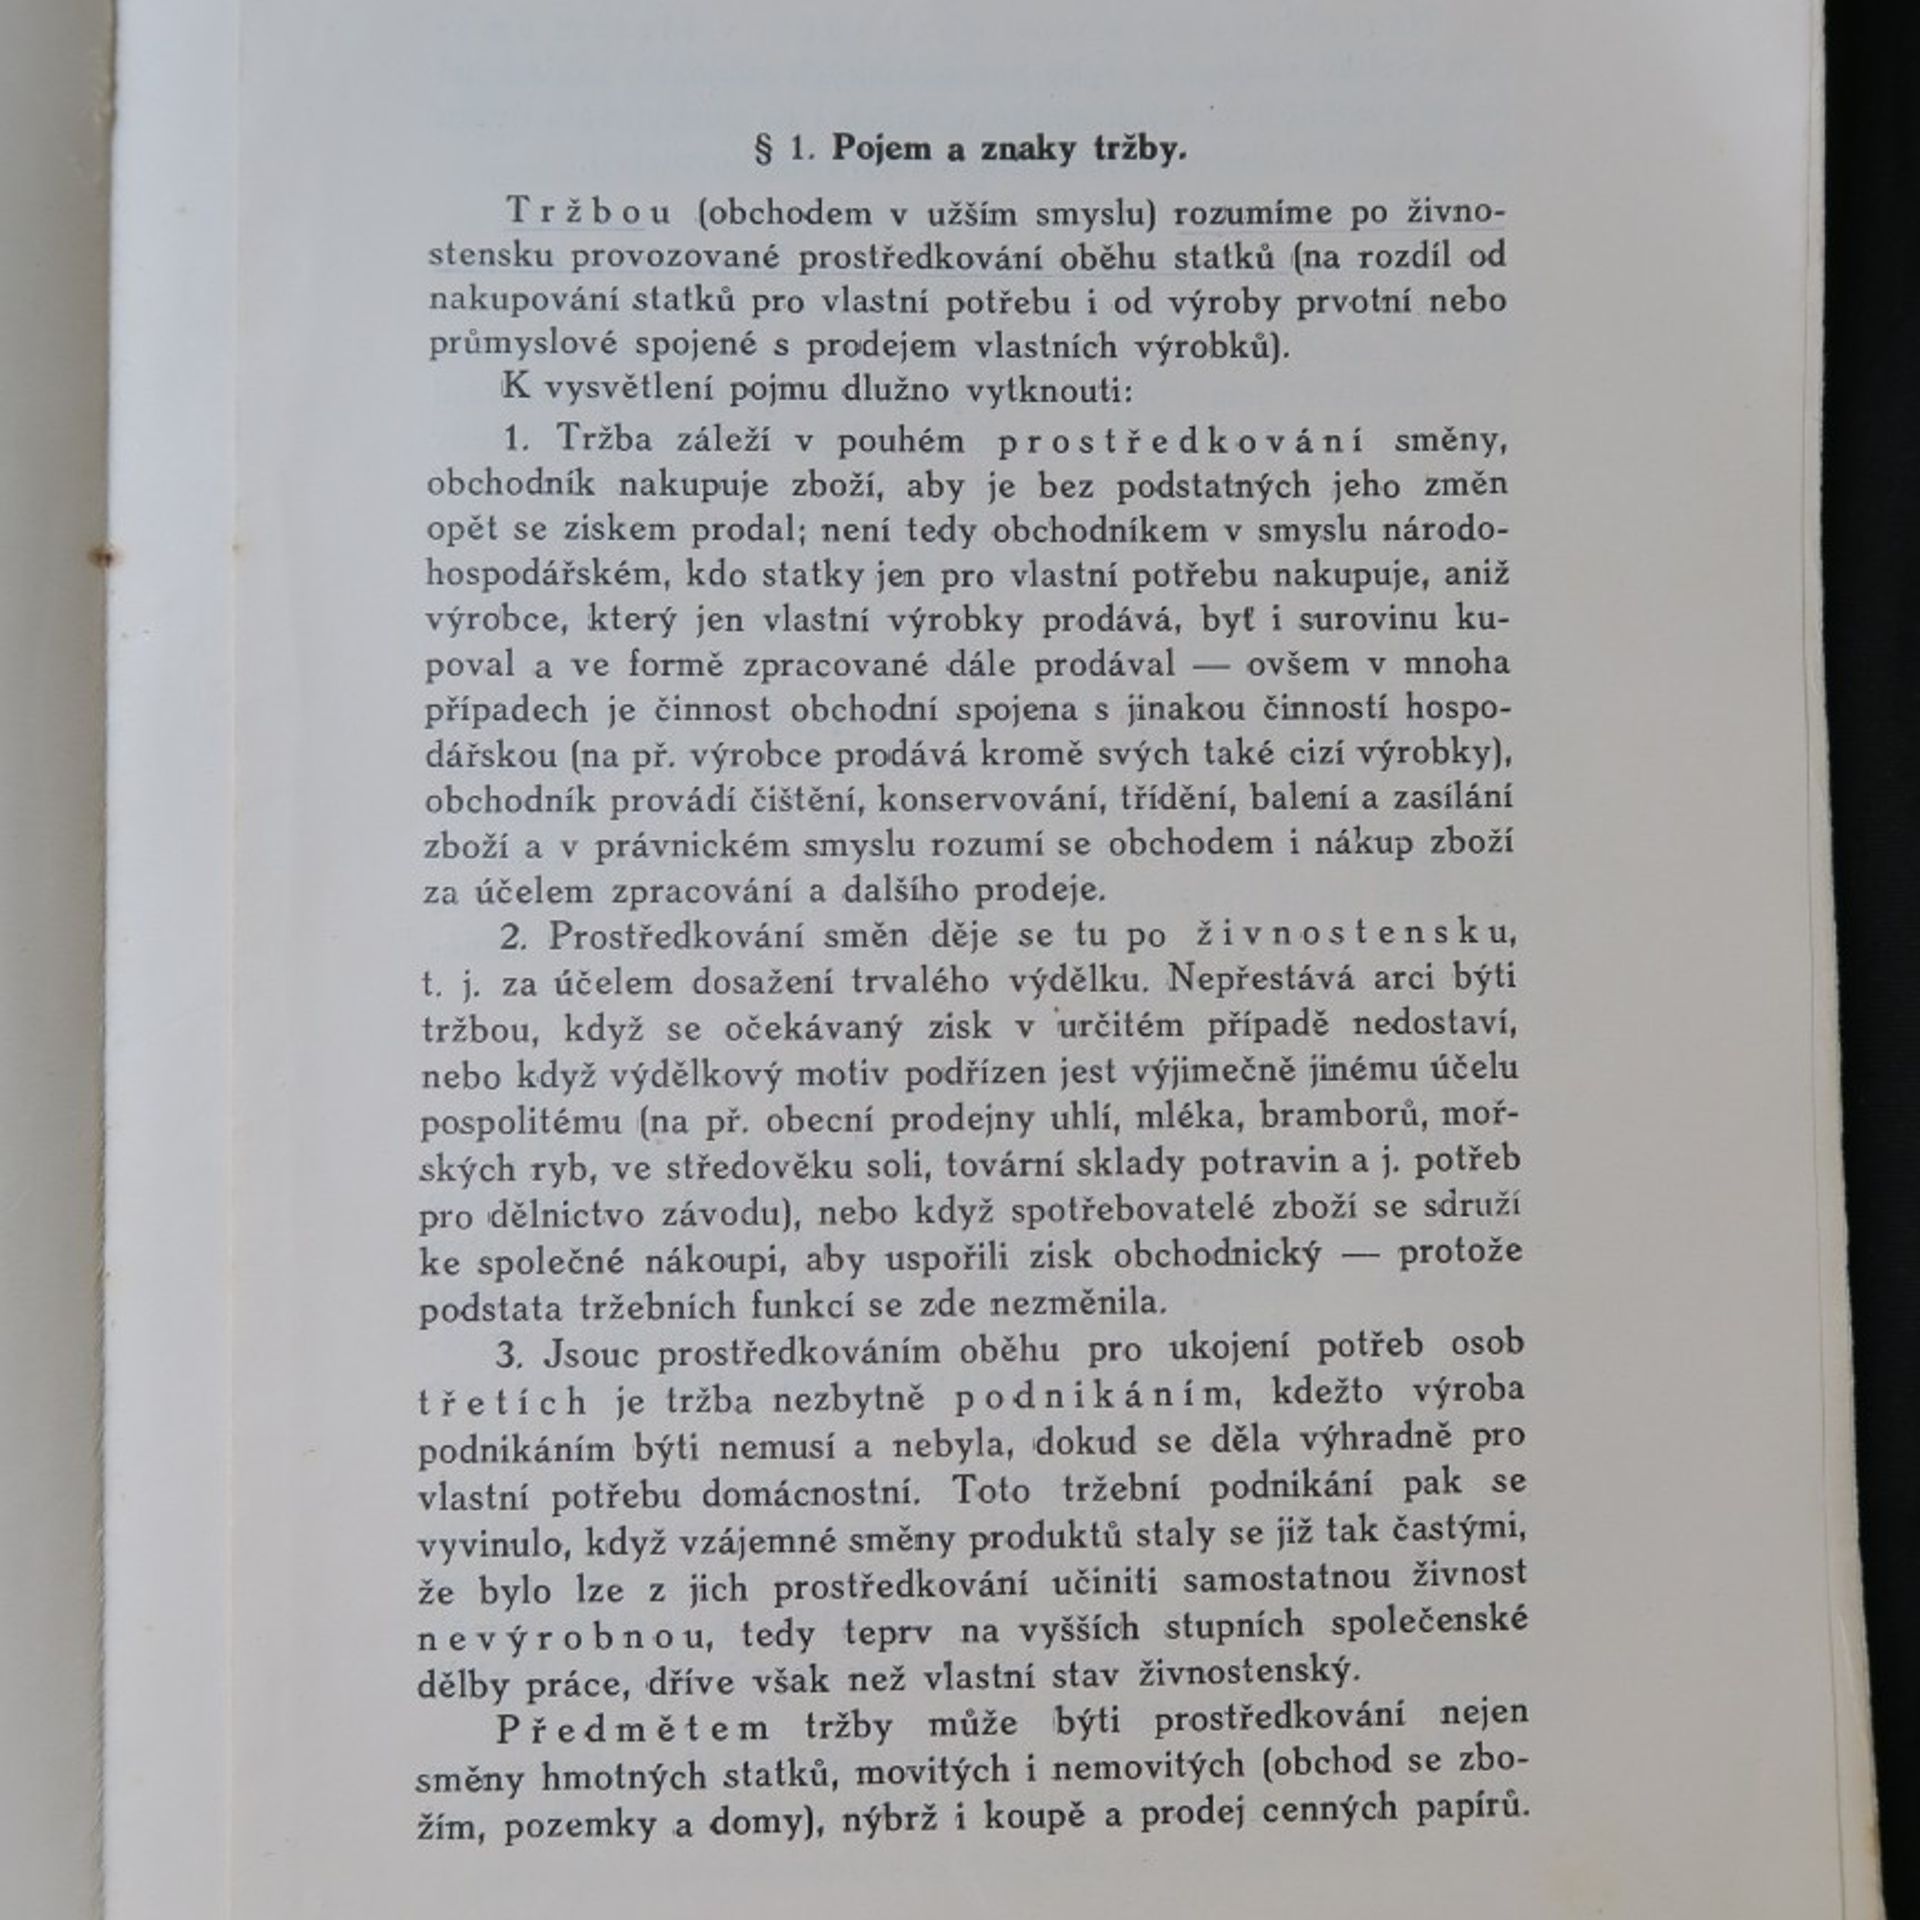 § 1. Pojem a znaky tržby.
Tržbou (obchodem v užším smyslu) rozumíme po živno-
stensku provozované prostředkování oběhu statků (na rozdíl od
nakupování statků pro vlastní potřebu i od výroby prvotní nebo
průmyslové spojené s prodejem vlastních výrobků).
K vysvětlení pojmu dlužno vytknouti:
1. Tržba záleží v pouhém prostředkování směny,
obchodník nakupuje zboží, aby je bez podstatných jeho změn
opět se ziskem prodal; není tedy obchodníkem v smyslu národo-
hospodářském, kdo statky jen pro vlastní potřebu nakupuje, aniž
výrobce, který jen vlastní výrobky prodává, byť i surovinu ku-
poval a ve formě zpracované dále prodával — ovšem v mnoha
případech je činnost obchodní spojena s jinakou činností hospo-
dářskou (na př. výrobce prodává kromě svých také cizí výrobky),
obchodník provádí čištění, konservování, třídění, balení a zasílání
zboží a v právnickém smyslu rozumí se obchodem i nákup zboží
za účelem zpracování a dalšího prodeje.
2. Prostředkování směn děje se tu po živnostensku,
t. j. za účelem dosažení trvalého výdělku. Nepřestává arci býti
tržbou, když se očekávaný zisk v určitém případě nedostaví,
nebo když výdělkový motiv podřízen jest výjimečně jinému účelu
pospolitému (na př. obecní prodejny uhlí, mléka, bramborů, moř-
ských ryb, ve středověku soli, tovární sklady potravin a j. potřeb
pro dělnictvo závodu), nebo když spotřebovatelé zboží se sdruží
ke společné nákoupi, aby uspořili zisk obchodnický — protože
podstata tržebních funkcí se zde nezměnila.
3. Jsouc prostředkováním oběhu pro ukojení potřeb osob
třetích je tržba nezbytně podnikáním, kdežto výroba
podnikáním býti nemusí a nebyla, dokud se děla výhradně pro
vlastní potřebu domácnostní. Toto tržební podnikání pak se
vyvinulo, když vzájemné směny produktů staly se již tak častými,
že bylo lze z jich prostředkování učiniti samostatnou živnost
nevýrobnou, tedy teprv na vyšších stupních společenské
dělby práce, dříve však než vlastní stav živnostenský.
Předmětem tržby může býti prostředkování nejen
směny hmotných statků, movitých i nemovitých (obchod se zbo-
žím, pozemky a domy), nýbrž i koupě a prodej cenných papírů.